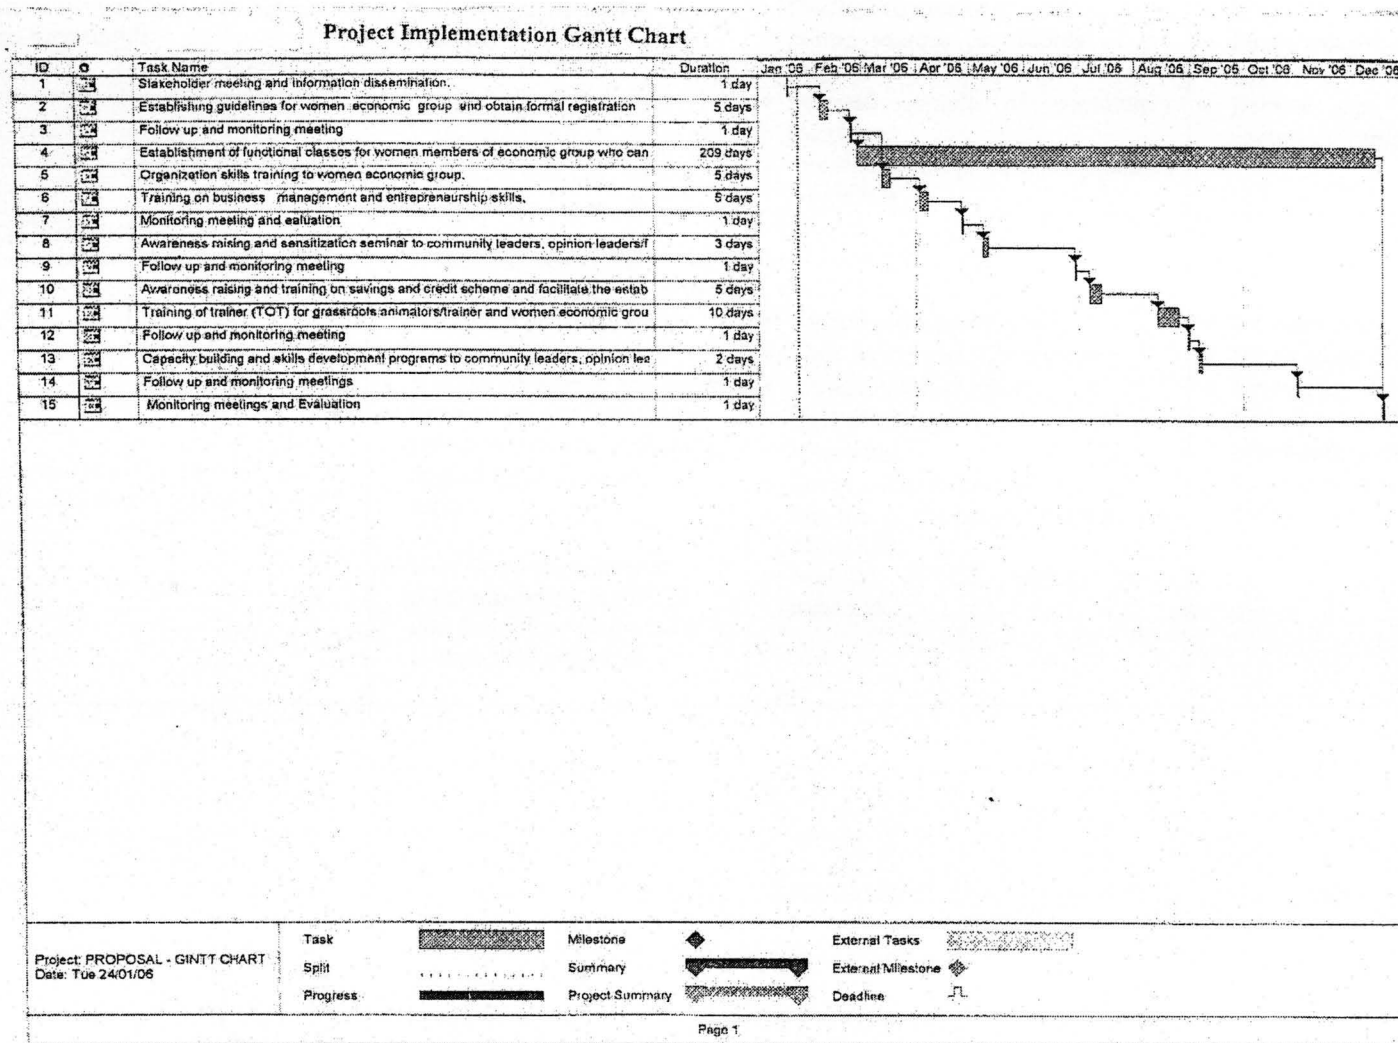 Project Implementation Gantt Chart
ID Task Name Duration Jan '06 Feb '06 Mar '06 Apr '06 May '06 Jun '06 Jul '06 Aug '06 Sep '06 Oct '06 Nov '06 Dec '06
1 Stakeholder meeting and information dissemination. 1 day
2 Establishing guidelines for women economic group and obtain formal registration 5 days
3 Follow up and monitoring meeting 1 day
4 Establishment of functional classes for women members of economic group who can 209 days
5 Organization skills training to women economic group. 5 days
6 Training on business management and entrepreneurship skills, 5 days
7 Monitoring meeting and ealuation 1 day
8 Awareness raising and sensitization seminar to community leaders, opinion leaders/f 3 days
9 Follow up and monitoring meeting 1 day
10 Awareness raising and training on savings and credit scheme and facilitate the estab 5 days
11 Training of trainer (TOT) for grassroots animators/trainer and women economic grou 10 days
12 Follow up and monitoring meeting 1 day
13 Capacity building and skills development programs to community leaders, opinion lea 2 days
14 Follow up and monitoring meetings 1 day
15 Monitoring meetings and Evaluation 1 day
Project: PROPOSAL - GINTT CHART
Date: Tue 24/01/06
Task Milestone External Tasks
Split Summary External Milestone
Progress Project Summary Deadline
Page 1